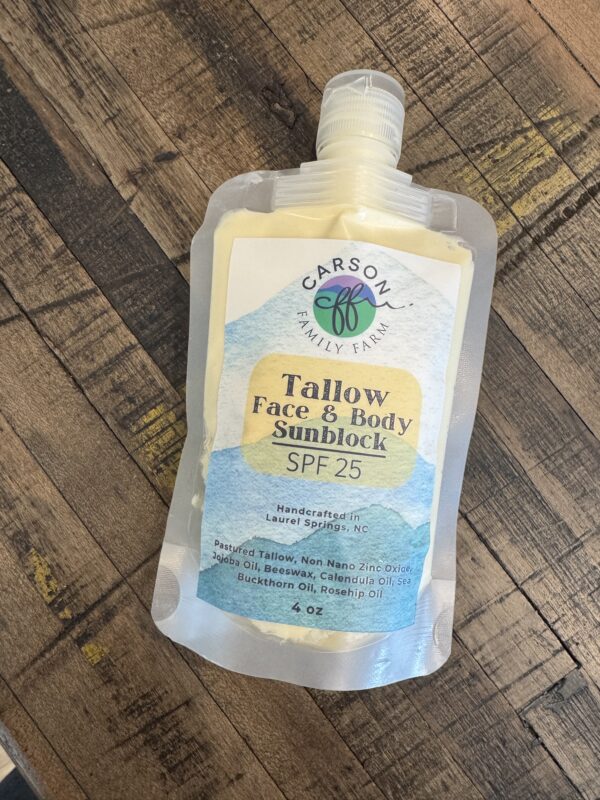 CARSON
cff
FAMILY FARM
Tallow
Face & Body
Sunblock
SPF 25
Handcrafted in
Laurel Springs, NC
Pastured Tallow, Non Nano Zinc Oxide,
Jojoba Oil, Beeswax, Calendula Oil, Sea
Buckthorn Oil, Rosehip Oil
4 oz